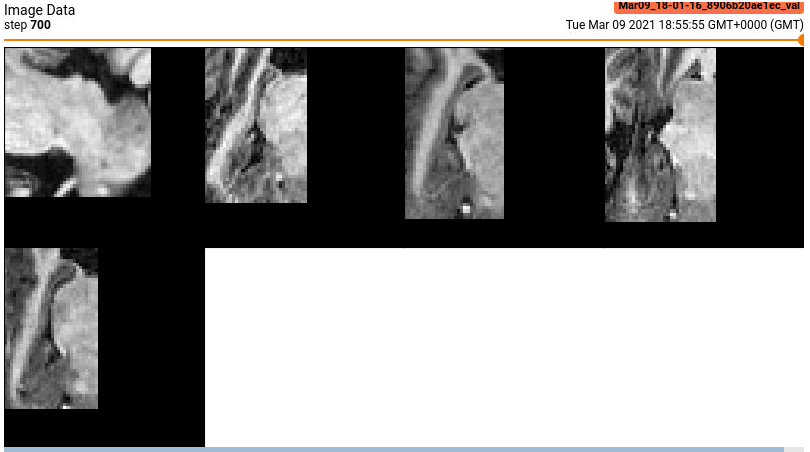 Mar09_18-01-16_8906b20ae1ec_val
Image Data
step 700
Tue Mar 09 2021 18:55:55 GMT+0000 (GMT)